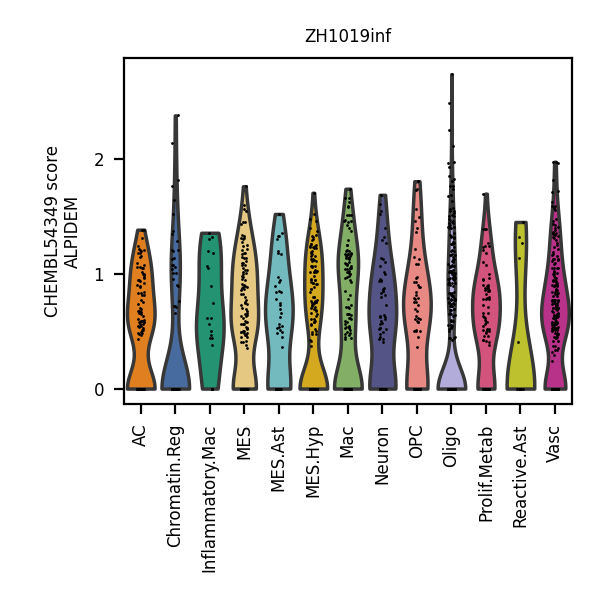 ZH1019inf
CHEMBL54349 score
ALPIDEM
2
1
0
AC
Chromatin.Reg
Inflammatory.Mac
MES
MES.Ast
MES.Hyp
Mac
Neuron
OPC
Oligo
Prolif.Metab
Reactive.Ast
Vasc